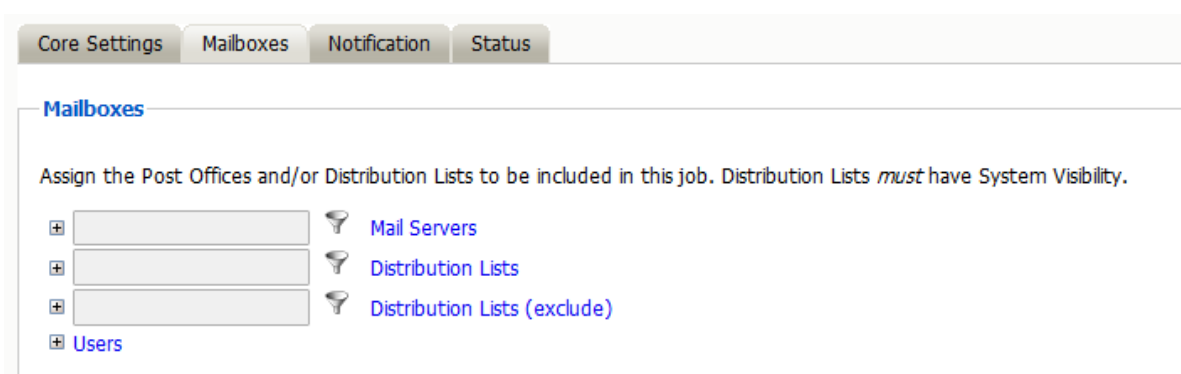 Core Settings Mailboxes Notification Status
Mailboxes
Assign the Post Offices and/or Distribution Lists to be included in this job. Distribution Lists must have System Visibility.
Mail Servers
Distribution Lists
Distribution Lists (exclude)
Users